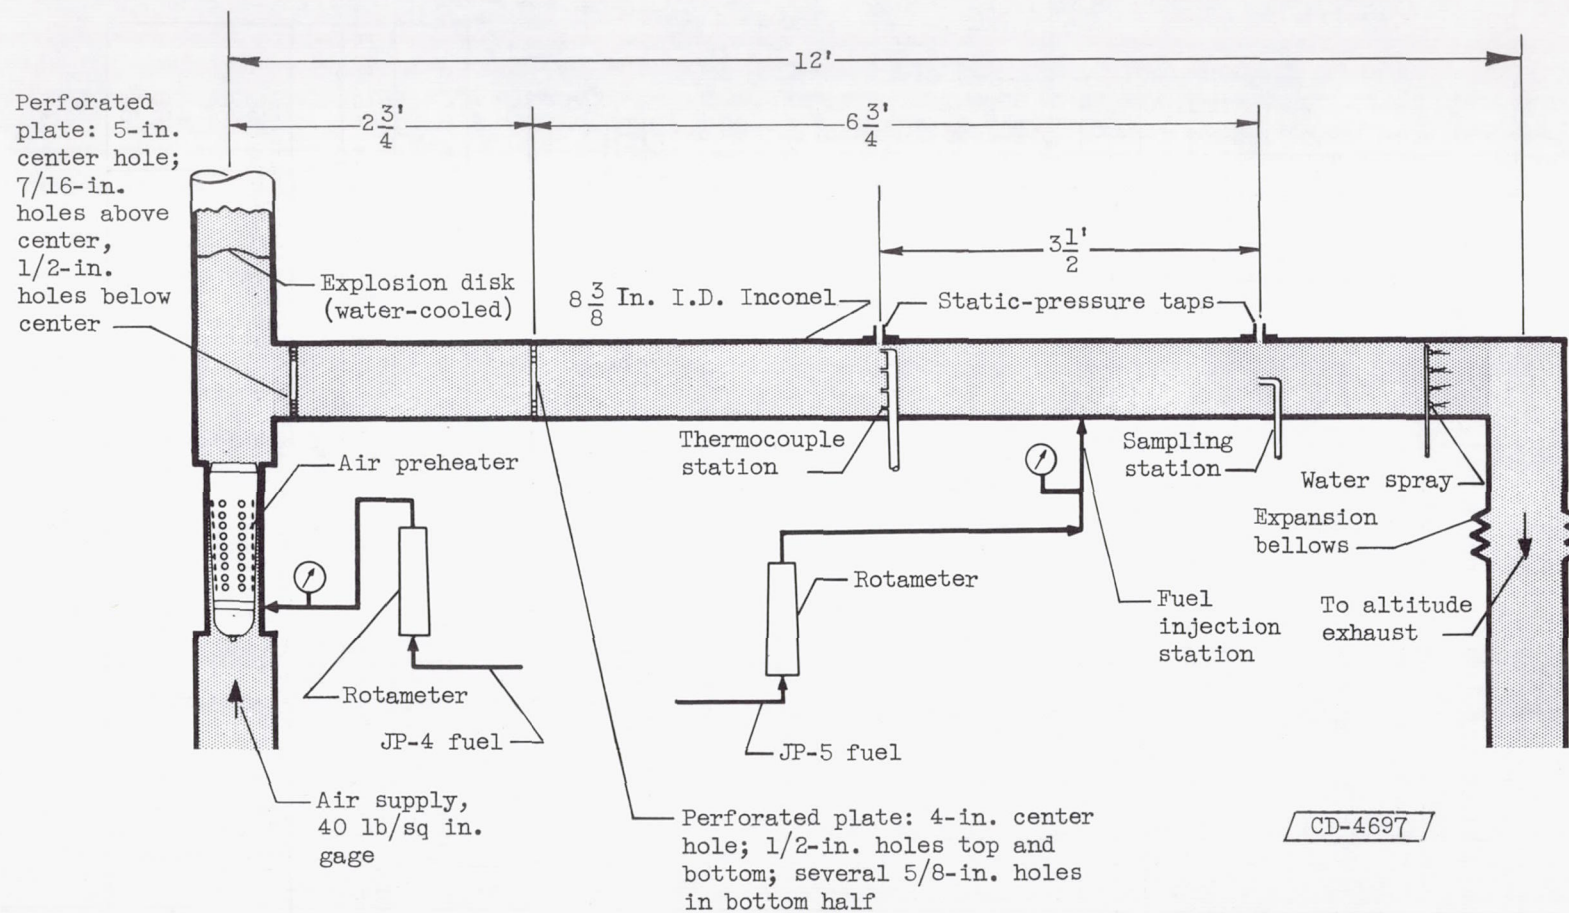 12'
Perforated
plate: 5-in.
center hole;
7/16-in.
holes above
center,
1/2-in.
holes below
center
2 3/4'
6 3/4'
3 1/2'
Explosion disk
(water-cooled)
8 3/8 In. I.D. Inconel
Static-pressure taps
Thermocouple
station
Sampling
station
Water spray
Air preheater
Expansion
bellows
Rotameter
Fuel
injection
station
To altitude
exhaust
Rotameter
JP-4 fuel
JP-5 fuel
Air supply,
40 lb/sq in.
gage
Perforated plate: 4-in. center
hole; 1/2-in. holes top and
bottom; several 5/8-in. holes
in bottom half
CD-4697